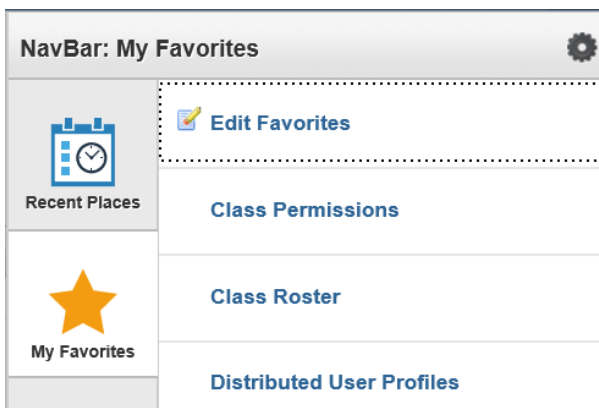 NavBar: My Favorites
Recent Places
My Favorites
Edit Favorites
Class Permissions
Class Roster
Distributed User Profiles